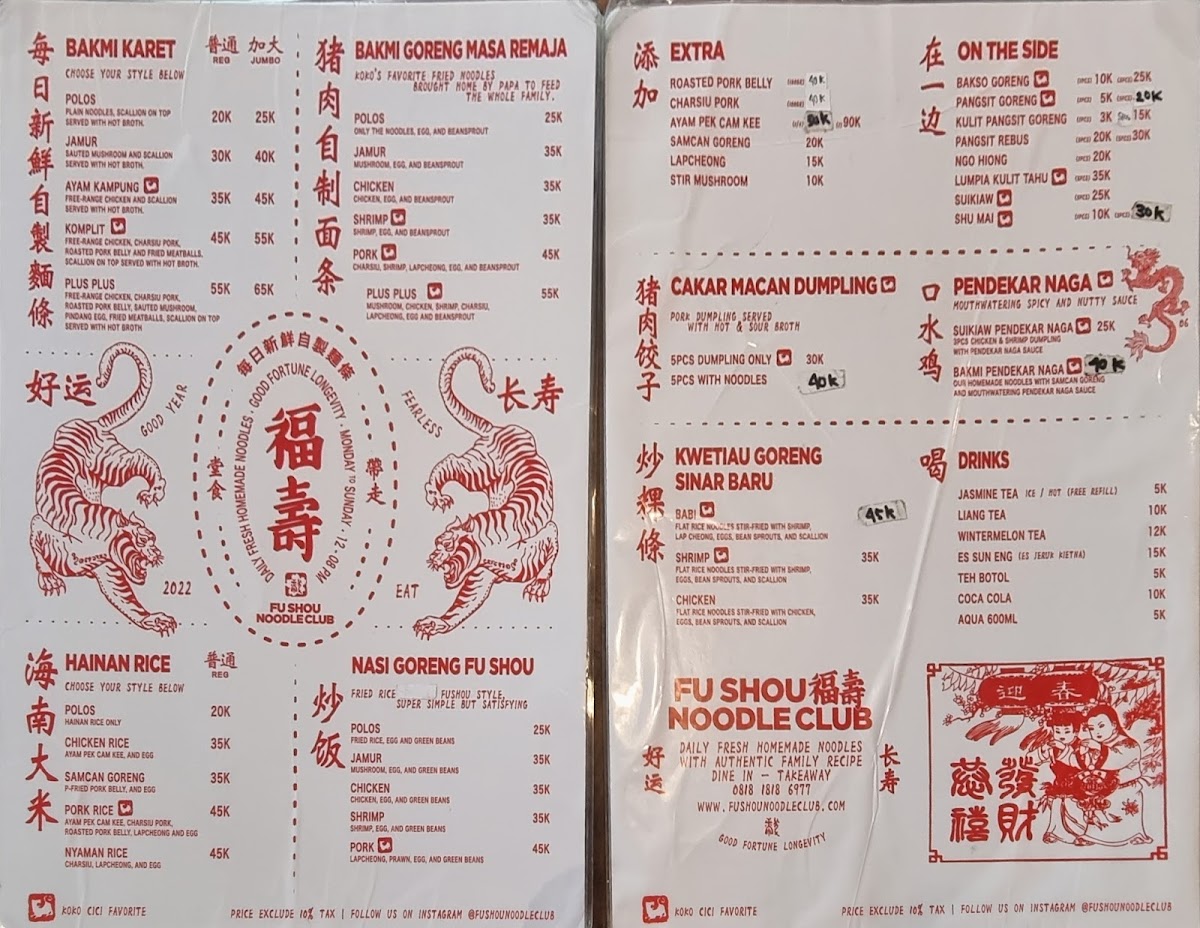 每日新鮮自製麵條
BAKMI KARET
普通 加大
REG JUMBO
CHOOSE YOUR STYLE BELOW
POLOS
PLAIN NOODLES, SCALLION ON TOP
SERVED WITH HOT BROTH.
20K 25K
JAMUR
SAUTED MUSHROOM AND SCALLION
SERVED WITH HOT BROTH.
30K 40K
AYAM KAMPUNG
FREE-RANGE CHICKEN AND SCALLION
SERVED WITH HOT BROTH.
35K 45K
KOMPLIT
FREE-RANGE CHICKEN, CHARSIU PORK,
ROASTED PORK BELLY AND FRIED MEATBALLS.
SCALLION ON TOP SERVED WITH HOT BROTH.
45K 55K
PLUS PLUS
FREE-RANGE CHICKEN, CHARSIU PORK,
ROASTED PORK BELLY, SAUTED MUSHROOM,
PINDANG EGG, FRIED MEATBALLS, SCALLION ON TOP
SERVED WITH HOT BROTH
55K 65K
猪肉自制面条
BAKMI GORENG MASA REMAJA
KOKO'S FAVORITE FRIED NOODLES
BROUGHT HOME BY PAPA TO FEED
THE WHOLE FAMILY.
POLOS 25K
ONLY THE NOODLES, EGG, AND BEANSPROUT
JAMUR 35K
MUSHROOM, EGG, AND BEANSPROUT
CHICKEN 35K
CHICKEN, EGG, AND BEANSPROUT
SHRIMP 35K
SHRIMP, EGG, AND BEANSPROUT
PORK 45K
CHARSIU, SHRIMP, LAPCHEONG, EGG, AND BEANSPROUT
PLUS PLUS 55K
MUSHROOM, CHICKEN, SHRIMP, CHARSIU,
LAPCHEONG, EGG AND BEANSPROUT
好运
GOOD YEAR
2022
每日新鮮自製麵條
DAILY FRESH HOMEMADE NOODLES · GOOD FORTUNE LONGEVITY · MONDAY TO SUNDAY · 12-08 PM
堂食
福壽
帶走
FU SHOU
NOODLE CLUB
长寿
FEARLESS
EAT
海南大米
HAINAN RICE
普通
REG
CHOOSE YOUR STYLE BELOW
POLOS 20K
HAINAN RICE ONLY
CHICKEN RICE 35K
AYAM PEK CAM KEE, AND EGG
SAMCAN GORENG 35K
P-FRIED PORK BELLY, AND EGG
PORK RICE 45K
AYAM PEK CAM KEE, CHARSIU PORK,
ROASTED PORK BELLY, LAPCHEONG AND EGG
NYAMAN RICE 45K
CHARSIU, LAPCHEONG, AND EGG
炒饭
NASI GORENG FU SHOU
FRIED RICE FUSHOU STYLE,
SUPER SIMPLE BUT SATISFYING
POLOS 25K
FRIED RICE, EGG AND GREEN BEANS
JAMUR 35K
MUSHROOM, EGG, AND GREEN BEANS
CHICKEN 35K
CHICKEN, EGG, AND GREEN BEANS
SHRIMP 35K
SHRIMP, EGG, AND GREEN BEANS
PORK 45K
LAPCHEONG, PRAWN, EGG, AND GREEN BEANS
KOKO CICI FAVORITE
PRICE EXCLUDE 10% TAX | FOLLOW US ON INSTAGRAM @FUSHOUNOODLECLUB
添加
EXTRA
ROASTED PORK BELLY 40K
CHARSIU PORK 40K
AYAM PEK CAM KEE 90K
SAMCAN GORENG 20K
LAPCHEONG 15K
STIR MUSHROOM 10K
在一边
ON THE SIDE
BAKSO GORENG 10K 25K
PANGSIT GORENG 5K 20K
KULIT PANGSIT GORENG 3K 15K
PANGSIT REBUS 20K 30K
NGO HIONG 20K
LUMPIA KULIT TAHU 35K
SUIKIAW 25K
SHU MAI 10K 30K
猪肉饺子
CAKAR MACAN DUMPLING
PORK DUMPLING SERVED
WITH HOT & SOUR BROTH
5PCS DUMPLING ONLY 30K
5PCS WITH NOODLES 40K
口水鸡
PENDEKAR NAGA
MOUTHWATERING SPICY AND NUTTY SAUCE
SUIKIAW PENDEKAR NAGA 25K
3PCS CHICKEN & SHRIMP DUMPLING
WITH PENDEKAR NAGA SAUCE
BAKMI PENDEKAR NAGA 40K
OUR HOMEMADE NOODLES WITH SAMCAN GORENG
AND MOUTHWATERING PENDEKAR NAGA SAUCE
炒粿條
KWETIAU GORENG
SINAR BARU
BABI 45K
FLAT RICE NOODLES STIR-FRIED WITH SHRIMP,
LAP CHEONG, EGGS, BEAN SPROUTS, AND SCALLION
SHRIMP 35K
FLAT RICE NOODLES STIR-FRIED WITH SHRIMP,
EGGS, BEAN SPROUTS, AND SCALLION
CHICKEN 35K
FLAT RICE NOODLES STIR-FRIED WITH CHICKEN,
EGGS, BEAN SPROUTS, AND SCALLION
喝
DRINKS
JASMINE TEA ICE / HOT (FREE REFILL) 5K
LIANG TEA 10K
WINTERMELON TEA 12K
ES SUN ENG (ES JERUK KIETNA) 15K
TEH BOTOL 5K
COCA COLA 10K
AQUA 600ML 5K
FU SHOU 福壽
NOODLE CLUB
好运
DAILY FRESH HOMEMADE NOODLES
WITH AUTHENTIC FAMILY RECIPE
DINE IN – TAKEAWAY
0818 1818 6977
WWW.FUSHOUNOODLECLUB.COM
长寿
GOOD FORTUNE LONGEVITY
迎春
慈禧
發財
KOKO CICI FAVORITE
PRICE EXCLUDE 10% TAX | FOLLOW US ON INSTAGRAM @FUSHOUNOODLECLUB